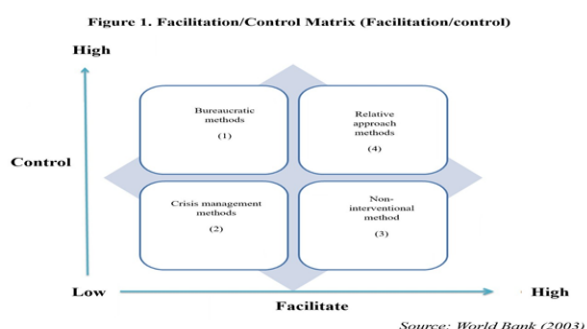 Figure 1. Facilitation/Control Matrix (Facilitation/control)
High
Bureaucratic
methods
(1)
Relative
approach
methods
(4)
Control
Crisis management
methods
(2)
Non-
interventional
method
(3)
Low
High
Facilitate
Source: World Bank (2003)